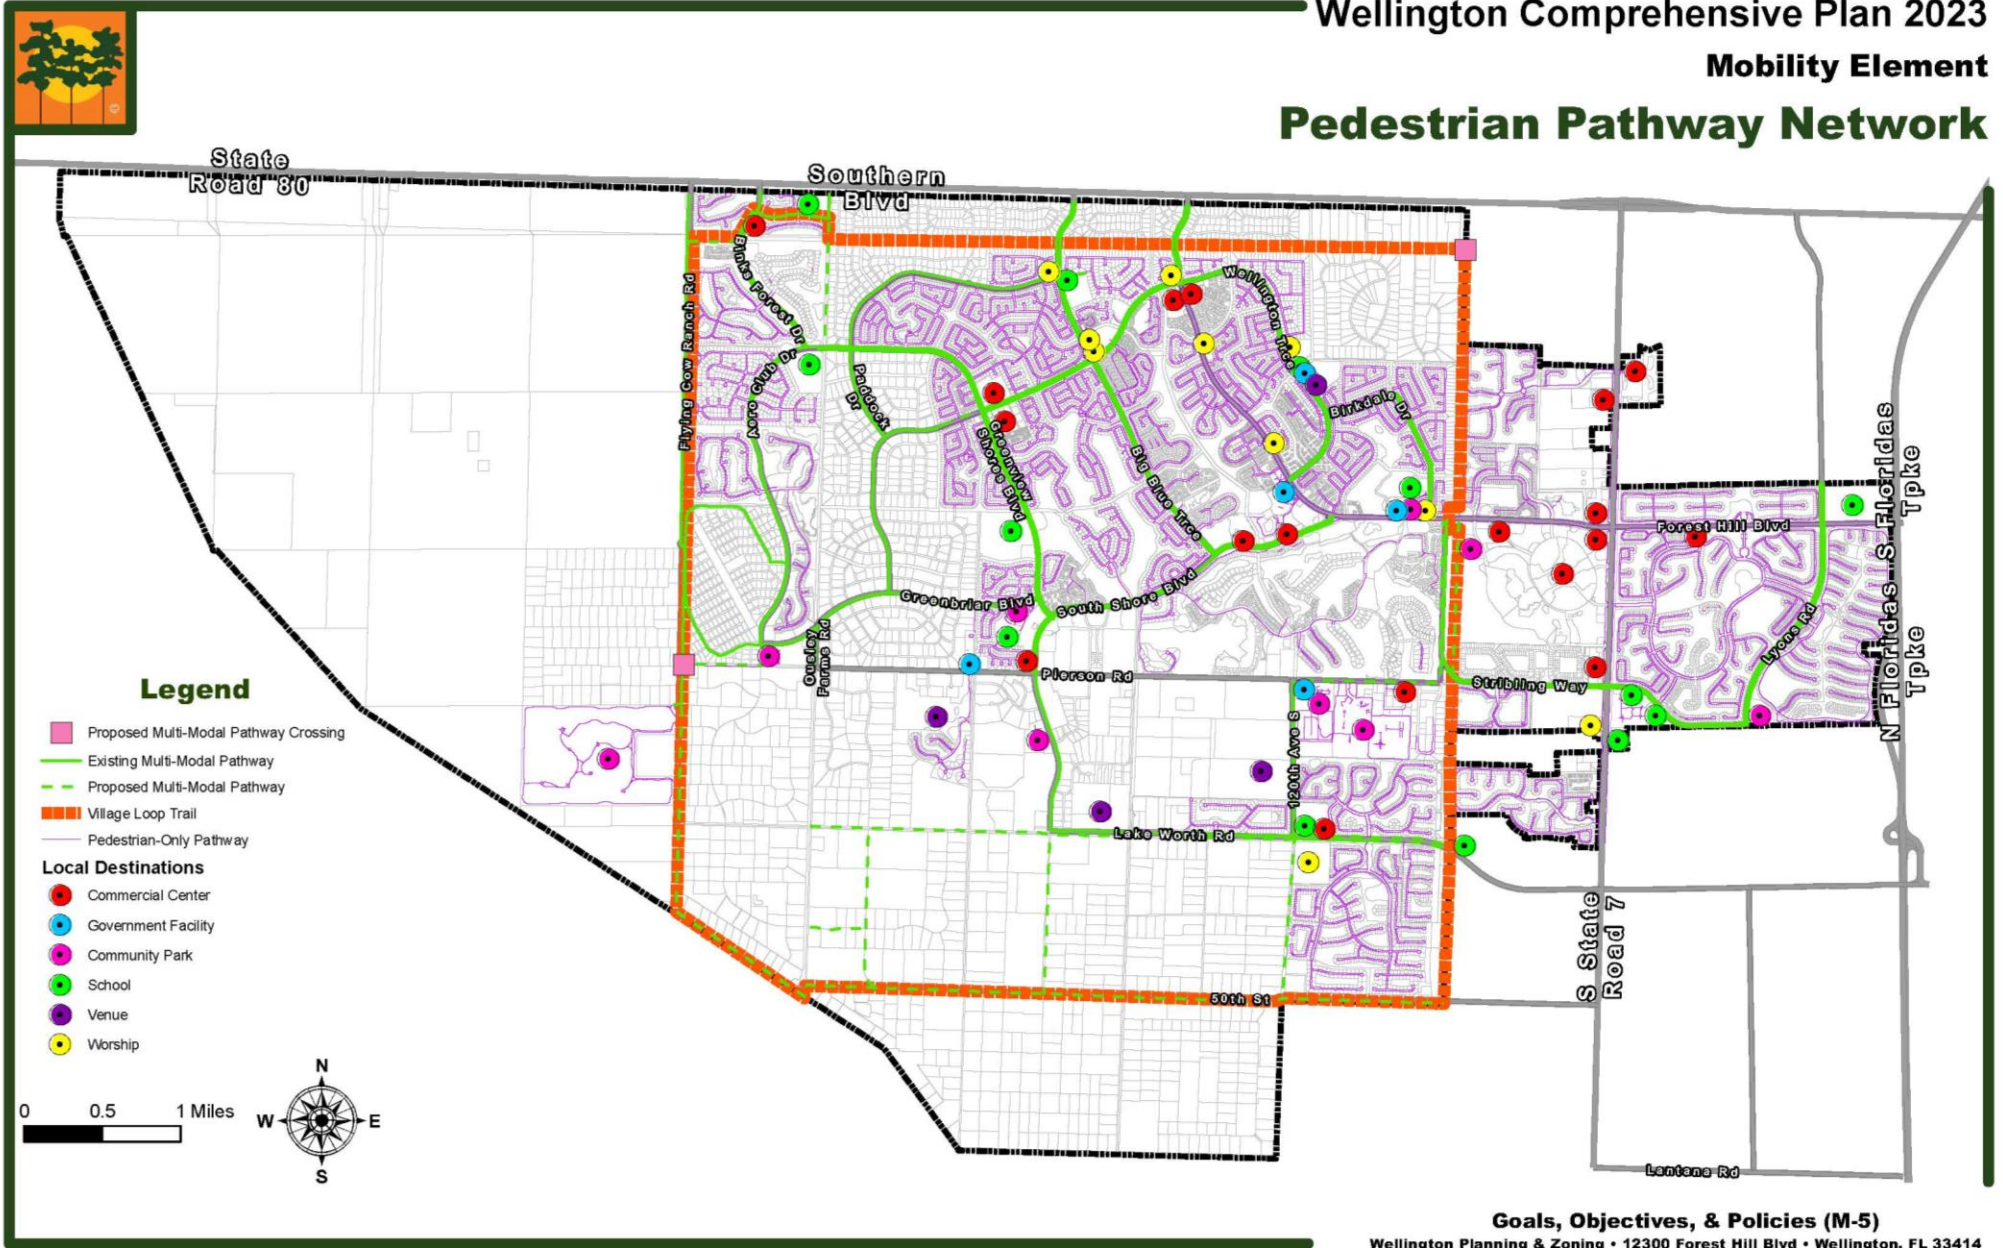 Wellington Comprehensive Plan 2023
Mobility Element
Pedestrian Pathway Network
©
State
Road 80
Southern
Blvd
Binks Forest Dr
Flying Cow Ranch Rd
Aero Club Dr
Paddock
Dr
Wellington Trce
Birkdale Dr
Greenview
Shores Blvd
Big Blue Trce
Forest Hill Blvd
N Floridas S Floridas
Tpke Tpke
Greenbriar Blvd
South Shore Blvd
Ousley
Farms Rd
Pierson Rd
Stribling Way
Lyons Rd
120th Ave S
Lake Worth Rd
50th St
S State
Road 7
Lantana Rd
Legend
Proposed Multi-Modal Pathway Crossing
Existing Multi-Modal Pathway
Proposed Multi-Modal Pathway
Village Loop Trail
Pedestrian-Only Pathway
Local Destinations
Commercial Center
Government Facility
Community Park
School
Venue
Worship
0 0.5 1 Miles
N
W E
S
Goals, Objectives, & Policies (M-5)
Wellington Planning & Zoning • 12300 Forest Hill Blvd • Wellington, FL 33414